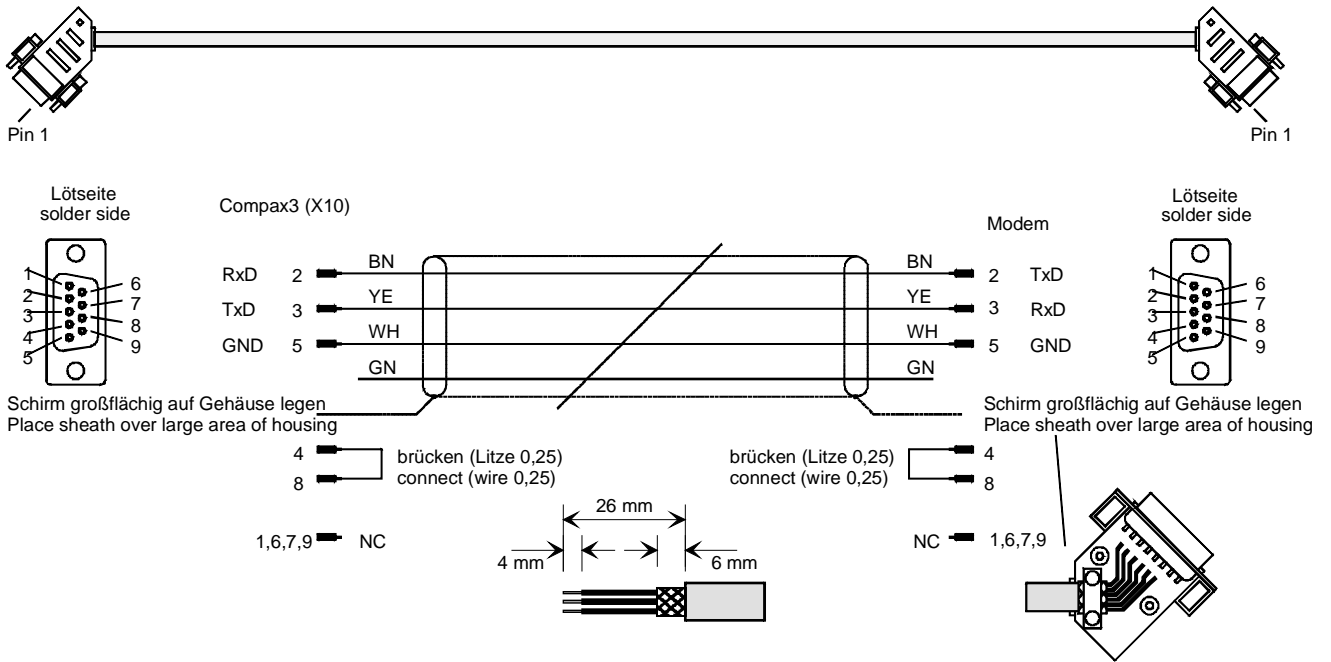 Pin 1
Pin 1
Lötseite
solder side
Compax3 (X10)
Modem
Lötseite
solder side
1
2
3
4
5
6
7
8
9
RxD 2 BN BN 2 TxD
TxD 3 YE YE 3 RxD
GND 5 WH WH 5 GND
GN GN
1
2
3
4
5
6
7
8
9
Schirm großflächig auf Gehäuse legen
Place sheath over large area of housing
Schirm großflächig auf Gehäuse legen
Place sheath over large area of housing
4
8
brücken (Litze 0,25)
connect (wire 0,25)
brücken (Litze 0,25)
connect (wire 0,25)
4
8
26 mm
1,6,7,9 NC
4 mm
6 mm
NC 1,6,7,9